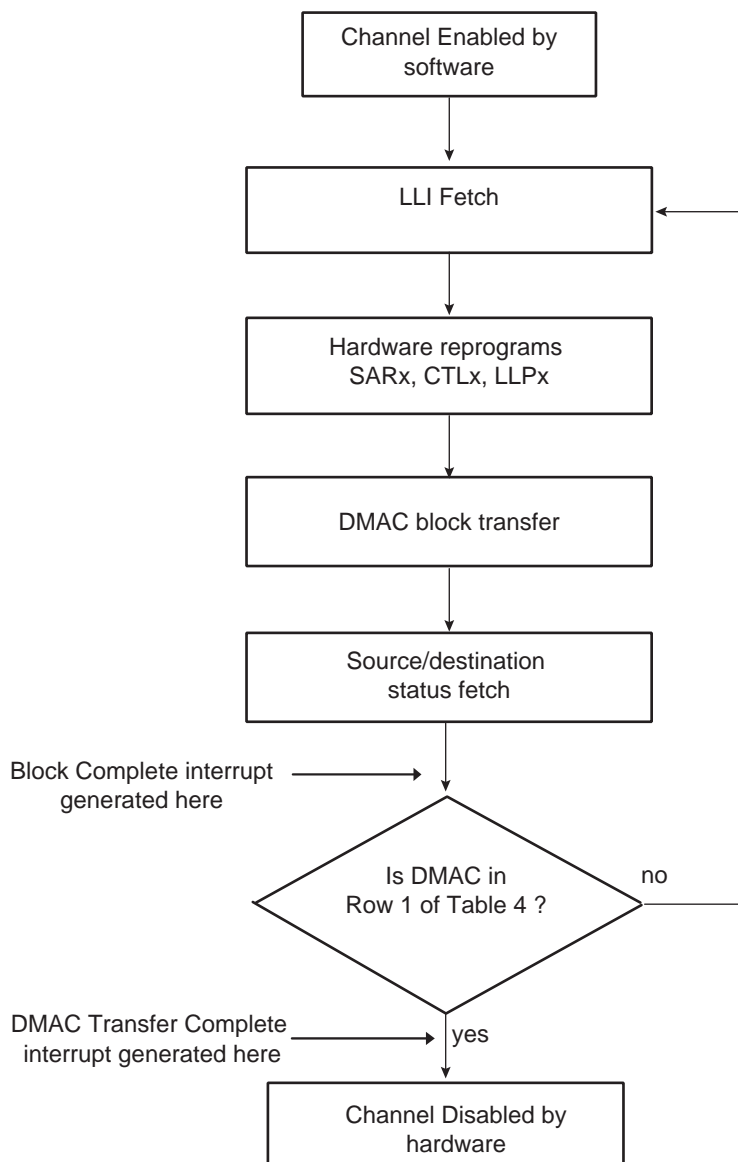 Channel Enabled by
software
LLI Fetch
Hardware reprograms
SARx, CTLx, LLPx
DMAC block transfer
Source/destination
status fetch
Block Complete interrupt
generated here
Is DMAC in
Row 1 of Table 4 ?
no
DMAC Transfer Complete
interrupt generated here
yes
Channel Disabled by
hardware